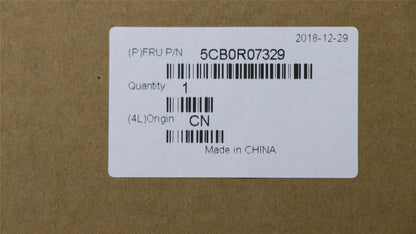 2018-12-29
(P)FRU P/N 5CB0R07329
Quantity 1
(4L)Origin CN
Made in CHINA